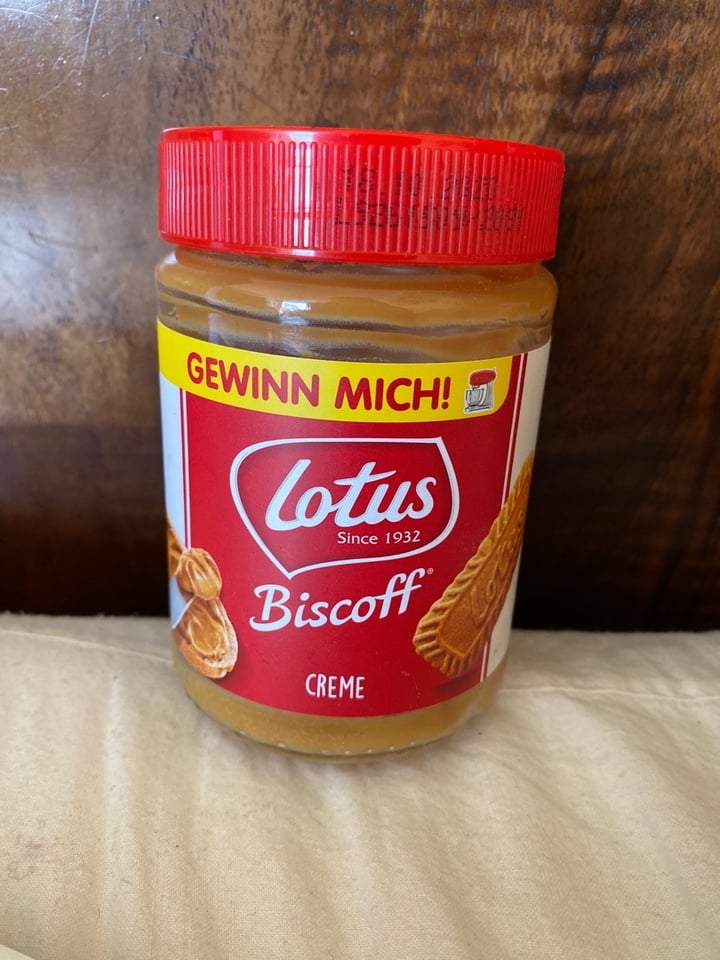 GEWINN MICH!
Lotus
Since 1932
Biscoff®
CREME